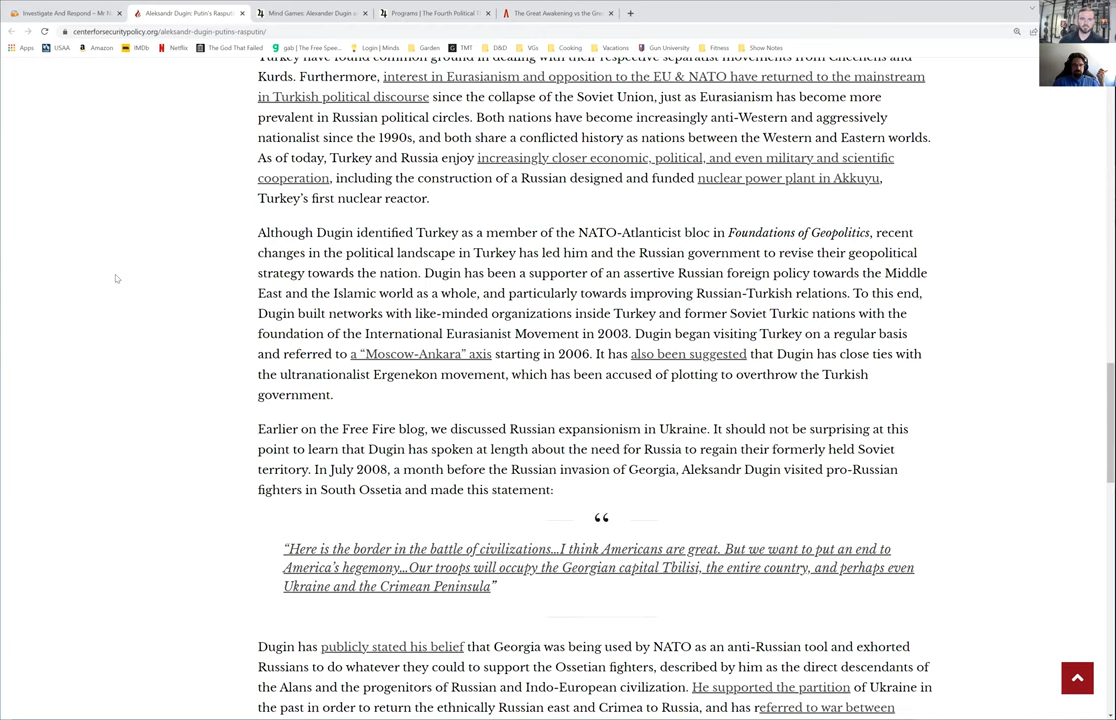 Investigate And Respond – Mr N
Aleksandr Dugin: Putin's Rasputi
Mind Games: Alexander Dugin a
Programs | The Fourth Political T
The Great Awakening vs the Gre
centerforsecuritypolicy.org/aleksandr-dugin-putins-rasputin/
Apps USAA Amazon IMDb Netflix The God That Failed gab | The Free Spee... Login | Minds Garden TMT D&D VGs Cooking Vacations Gun University Fitness Show Notes
Turkey have found common ground in dealing with their respective separatist movements from Chechens and
Kurds. Furthermore, interest in Eurasianism and opposition to the EU & NATO have returned to the mainstream
in Turkish political discourse since the collapse of the Soviet Union, just as Eurasianism has become more
prevalent in Russian political circles. Both nations have become increasingly anti-Western and aggressively
nationalist since the 1990s, and both share a conflicted history as nations between the Western and Eastern worlds.
As of today, Turkey and Russia enjoy increasingly closer economic, political, and even military and scientific
cooperation, including the construction of a Russian designed and funded nuclear power plant in Akkuyu,
Turkey's first nuclear reactor.
Although Dugin identified Turkey as a member of the NATO-Atlanticist bloc in Foundations of Geopolitics, recent
changes in the political landscape in Turkey has led him and the Russian government to revise their geopolitical
strategy towards the nation. Dugin has been a supporter of an assertive Russian foreign policy towards the Middle
East and the Islamic world as a whole, and particularly towards improving Russian-Turkish relations. To this end,
Dugin built networks with like-minded organizations inside Turkey and former Soviet Turkic nations with the
foundation of the International Eurasianist Movement in 2003. Dugin began visiting Turkey on a regular basis
and referred to a "Moscow-Ankara" axis starting in 2006. It has also been suggested that Dugin has close ties with
the ultranationalist Ergenekon movement, which has been accused of plotting to overthrow the Turkish
government.
Earlier on the Free Fire blog, we discussed Russian expansionism in Ukraine. It should not be surprising at this
point to learn that Dugin has spoken at length about the need for Russia to regain their formerly held Soviet
territory. In July 2008, a month before the Russian invasion of Georgia, Aleksandr Dugin visited pro-Russian
fighters in South Ossetia and made this statement:
“
“Here is the border in the battle of civilizations...I think Americans are great. But we want to put an end to
America's hegemony...Our troops will occupy the Georgian capital Tbilisi, the entire country, and perhaps even
Ukraine and the Crimean Peninsula”
Dugin has publicly stated his belief that Georgia was being used by NATO as an anti-Russian tool and exhorted
Russians to do whatever they could to support the Ossetian fighters, described by him as the direct descendants of
the Alans and the progenitors of Russian and Indo-European civilization. He supported the partition of Ukraine in
the past in order to return the ethnically Russian east and Crimea to Russia, and has referred to war between